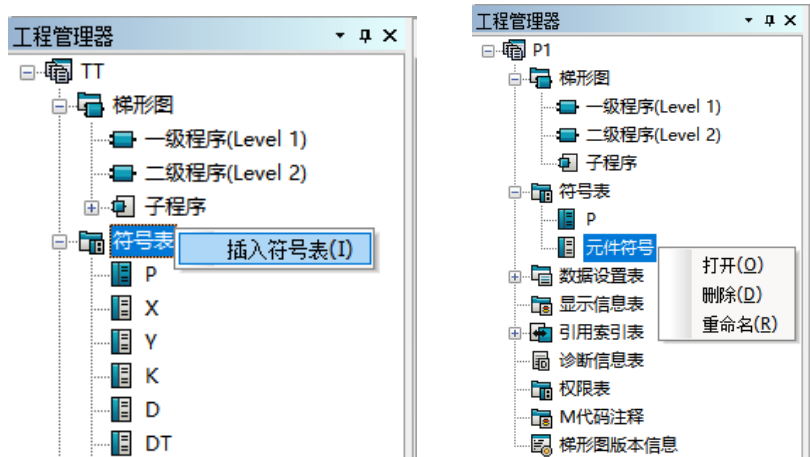 工程管理器
TT
梯形图
一级程序(Level 1)
二级程序(Level 2)
子程序
符号表
插入符号表(I)
P
X
Y
K
D
DT
工程管理器
P1
梯形图
一级程序(Level 1)
二级程序(Level 2)
子程序
符号表
P
元件符号
打开(O)
删除(D)
重命名(R)
数据设置表
显示信息表
引用索引表
诊断信息表
权限表
M代码注释
梯形图版本信息